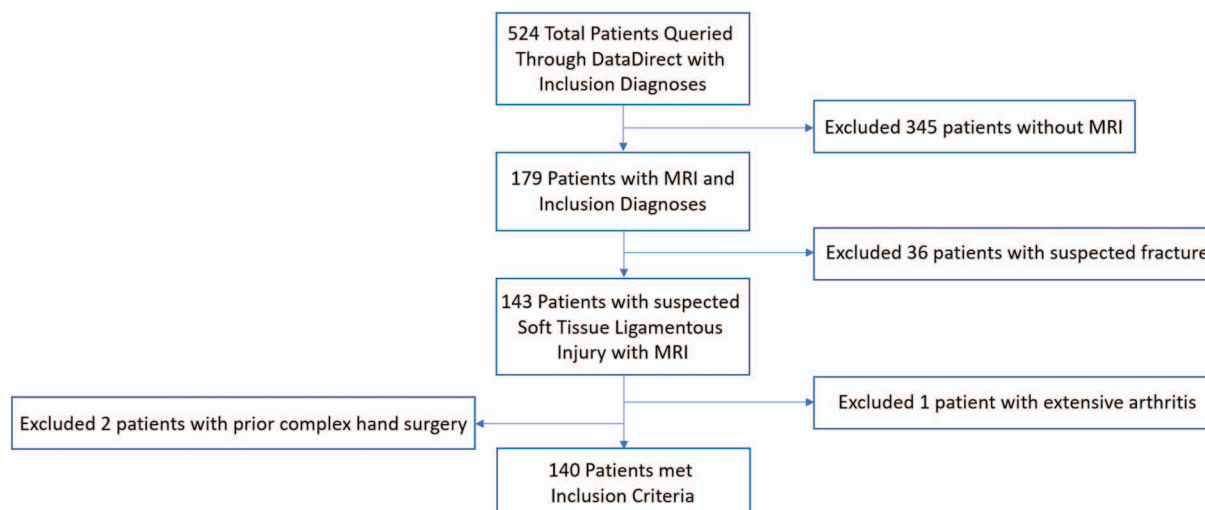 524 Total Patients Queried
Through DataDirect with
Inclusion Diagnoses
Excluded 345 patients without MRI
179 Patients with MRI and
Inclusion Diagnoses
Excluded 36 patients with suspected fracture
143 Patients with suspected
Soft Tissue Ligamentous
Injury with MRI
Excluded 1 patient with extensive arthritis
Excluded 2 patients with prior complex hand surgery
140 Patients met
Inclusion Criteria